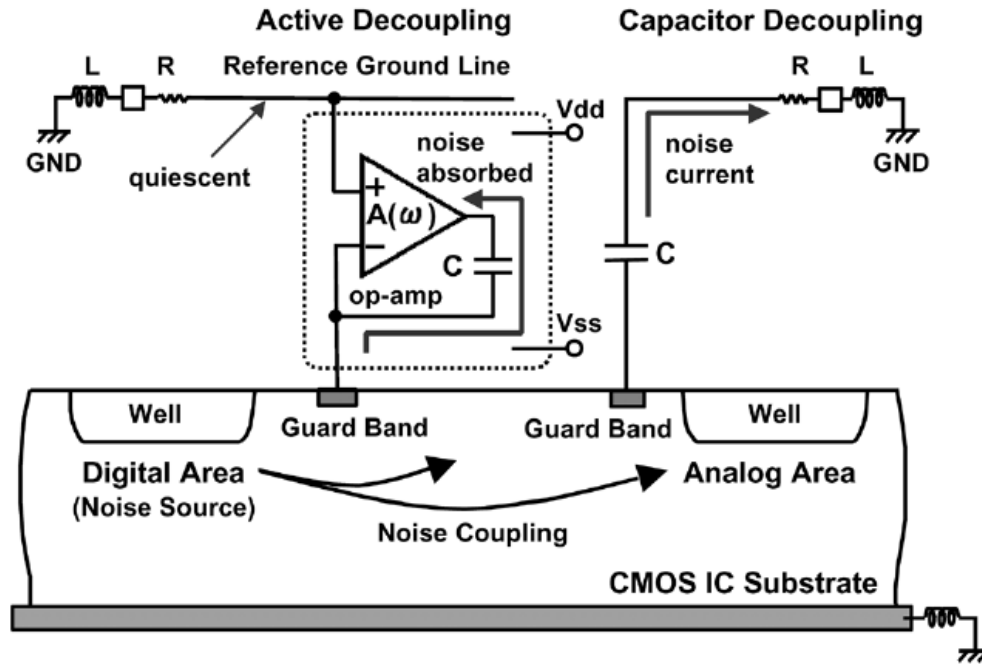 Active Decoupling
Capacitor Decoupling
L
R
Reference Ground Line
R
L
Vdd
GND
quiescent
noise
absorbed
noise
current
GND
+
A(ω)
−
C
C
op-amp
Vss
Well
Guard Band
Guard Band
Well
Digital Area
(Noise Source)
Analog Area
Noise Coupling
CMOS IC Substrate